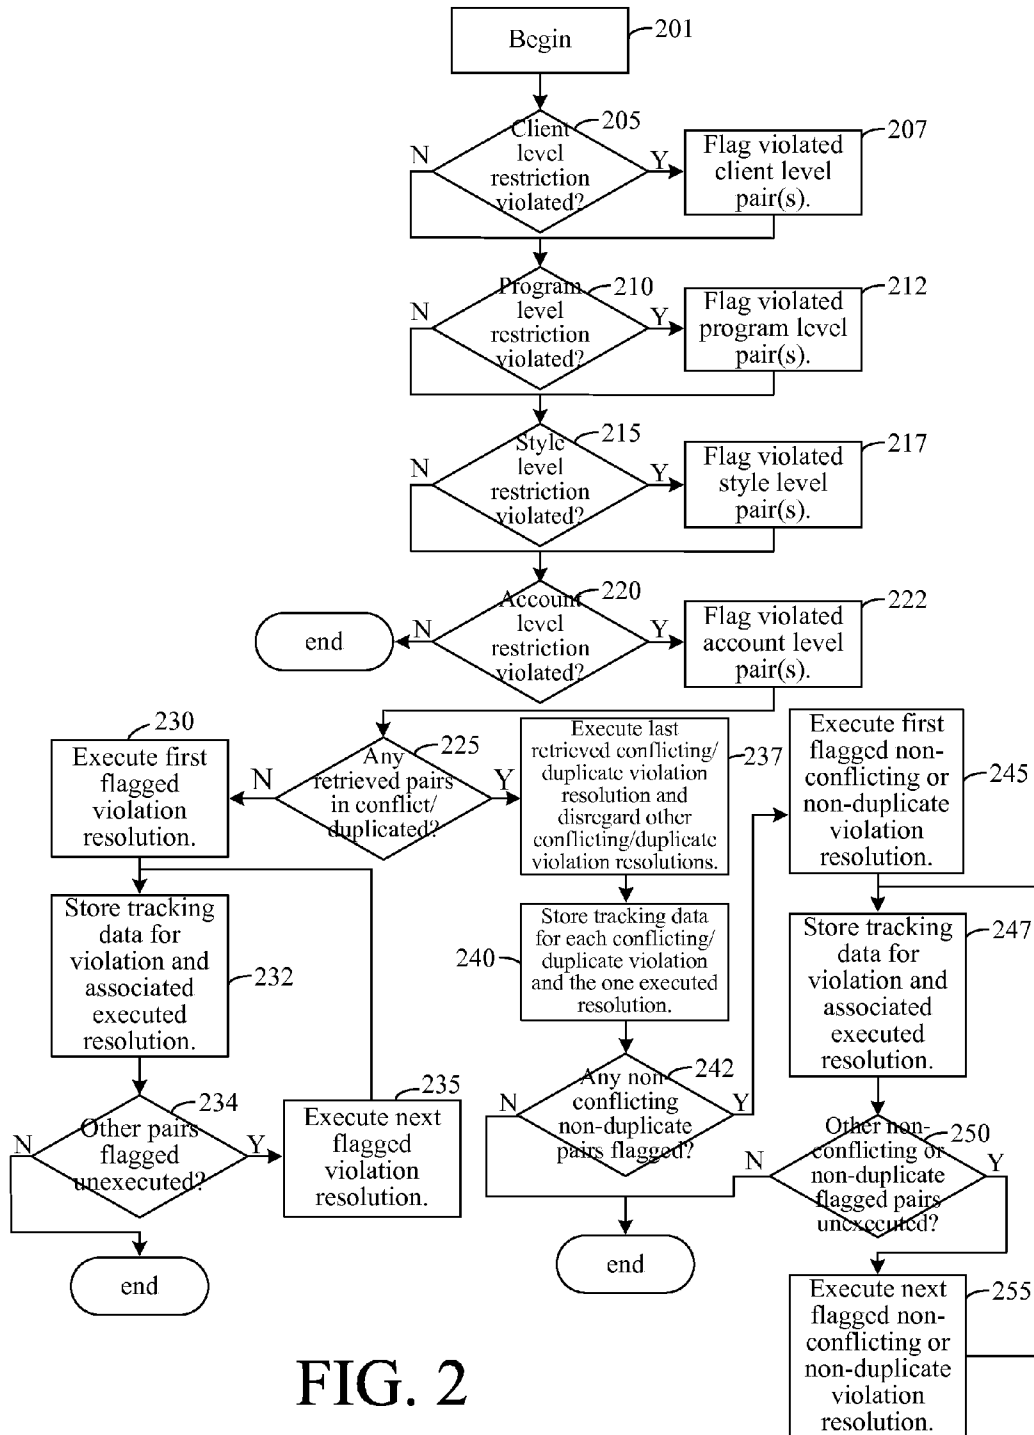 Begin
201
Client
level
restriction
violated?
205
N
Y
Flag violated
client level
pair(s).
207
Program
level
restriction
violated?
210
N
Y
Flag violated
program level
pair(s).
212
Style
level
restriction
violated?
215
N
Y
Flag violated
style level
pair(s).
217
Account
level
restriction
violated?
220
N
Y
end
Flag violated
account level
pair(s).
222
Any
retrieved pairs
in conflict/
duplicated?
225
N
Y
230
Execute first
flagged
violation
resolution.
Store tracking
data for
violation and
associated
executed
resolution.
232
Other pairs
flagged
unexecuted?
234
N
Y
235
Execute next
flagged
violation
resolution.
end
Execute last
retrieved conflicting/
duplicate violation
resolution and
disregard other
conflicting/duplicate
violation resolutions.
237
Store tracking data
for each conflicting/
duplicate violation
and the one executed
resolution.
240
Any non-
conflicting
non-duplicate
pairs flagged?
242
N
Y
end
Execute first
flagged non-
conflicting or
non-duplicate
violation
resolution.
245
Store tracking
data for
violation and
associated
executed
resolution.
247
Other non-
conflicting or
non-duplicate
flagged pairs
unexecuted?
250
N
Y
Execute next
flagged non-
conflicting or
non-duplicate
violation
resolution.
255
FIG. 2